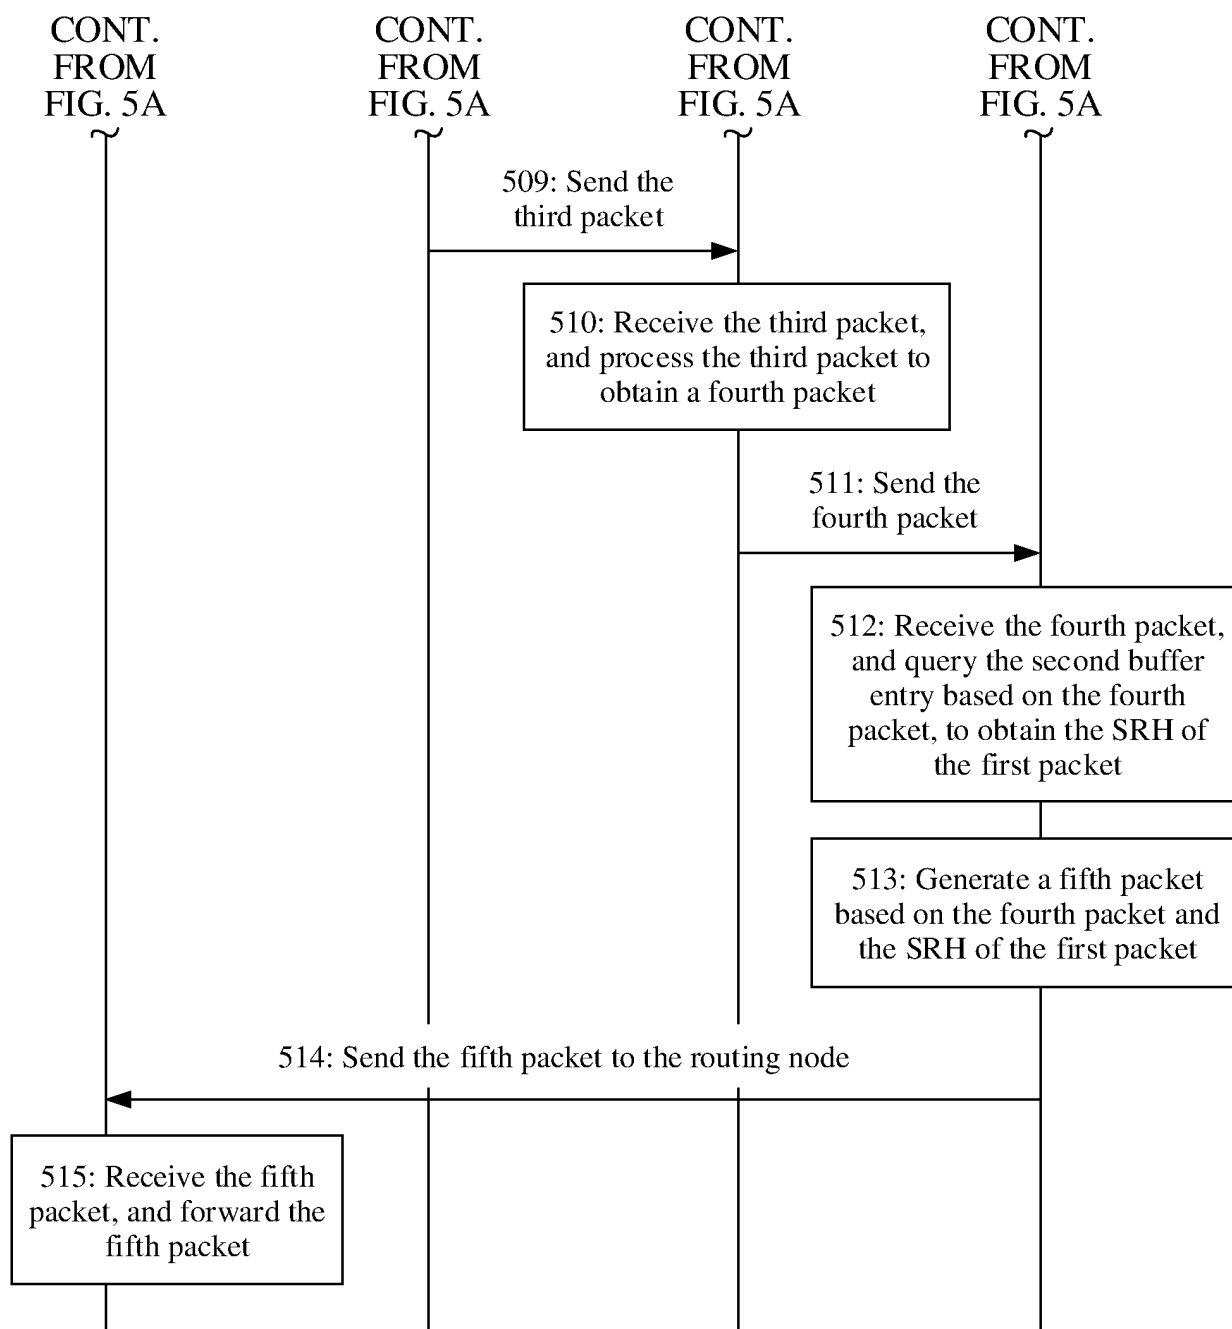 CONT.
FROM
FIG. 5A
CONT.
FROM
FIG. 5A
CONT.
FROM
FIG. 5A
CONT.
FROM
FIG. 5A
509: Send the
third packet
510: Receive the third packet,
and process the third packet to
obtain a fourth packet
511: Send the
fourth packet
512: Receive the fourth packet,
and query the second buffer
entry based on the fourth
packet, to obtain the SRH of
the first packet
513: Generate a fifth packet
based on the fourth packet and
the SRH of the first packet
514: Send the fifth packet to the routing node
515: Receive the fifth
packet, and forward the
fifth packet